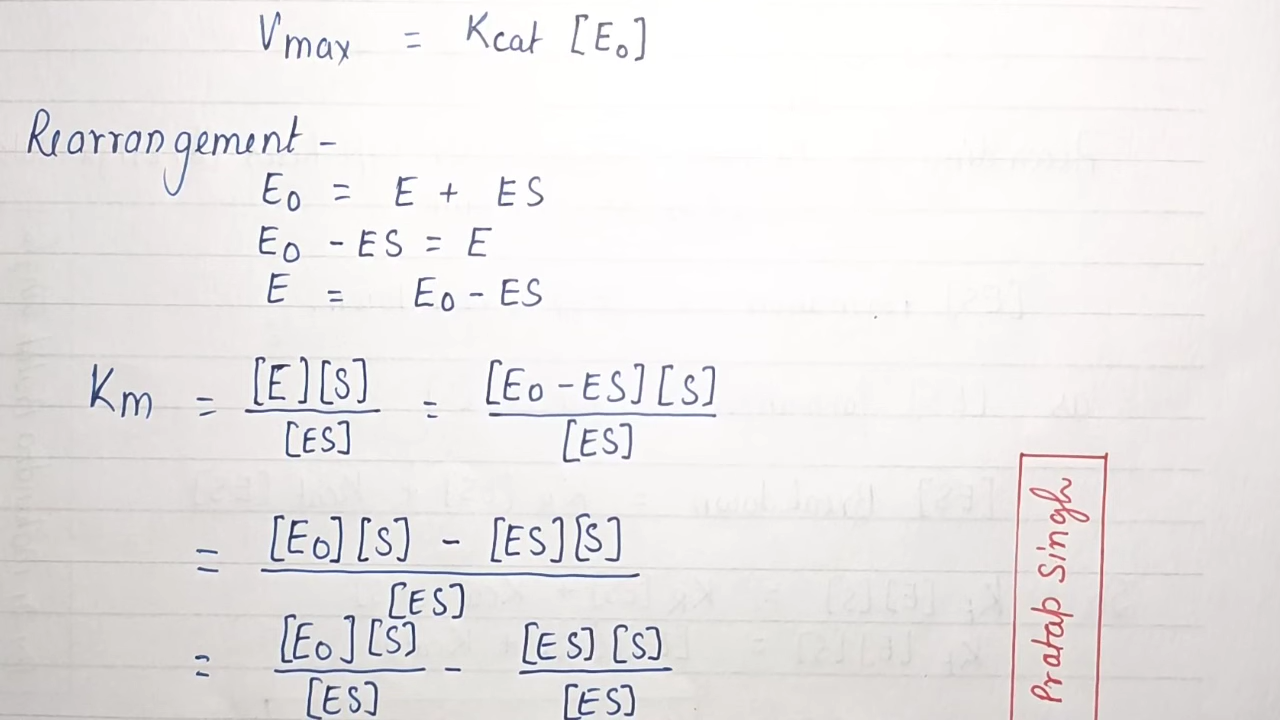 Vmax = Kcat [E₀]
Rearrangement -
E₀ = E + ES
E₀ - ES = E
E = E₀ - ES
Km = [E][S] / [ES] = [E₀ - ES][S] / [ES]
= [E₀][S] - [ES][S] / [ES]
= [E₀][S] / [ES] - [ES][S] / [ES]
Pratap Singh